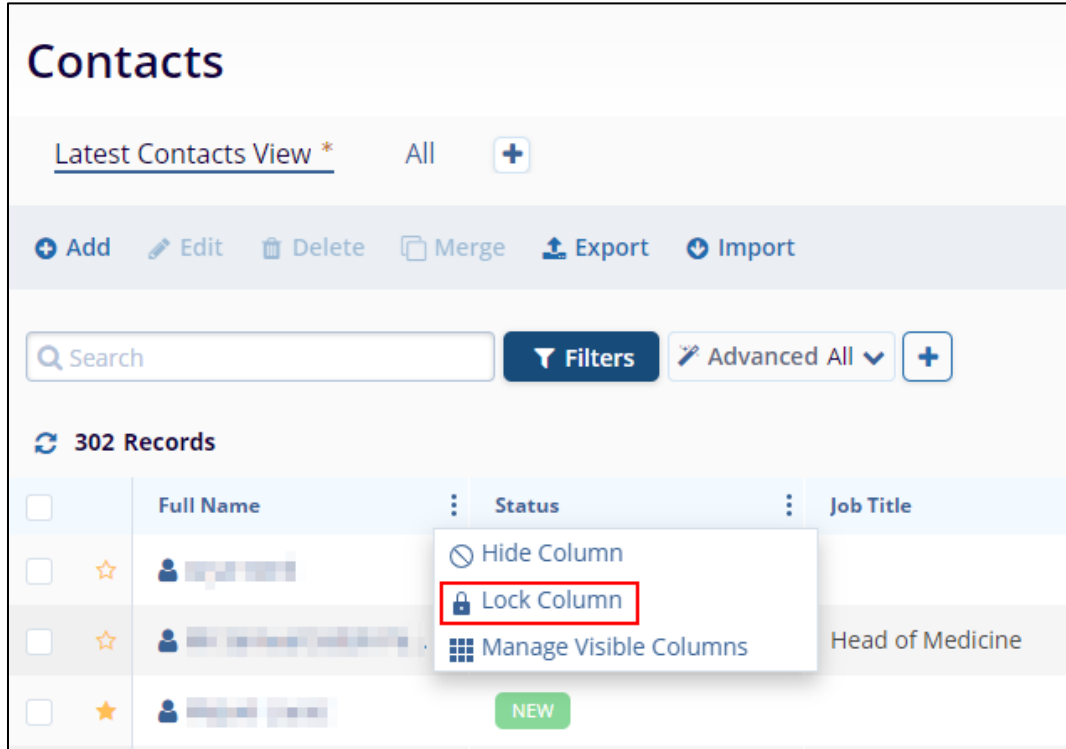 Contacts
Latest Contacts View * All
Add Edit Delete Merge Export Import
Search Filters Advanced All
302 Records
Full Name Status Job Title
Hide Column
Lock Column
Manage Visible Columns
Head of Medicine
NEW